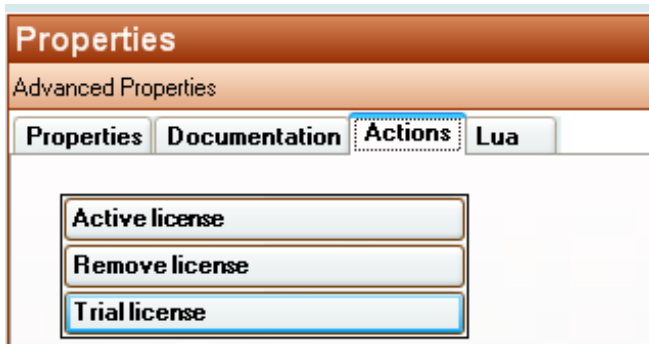 Properties
Advanced Properties
Properties Documentation Actions Lua
Active license
Remove license
Trial license